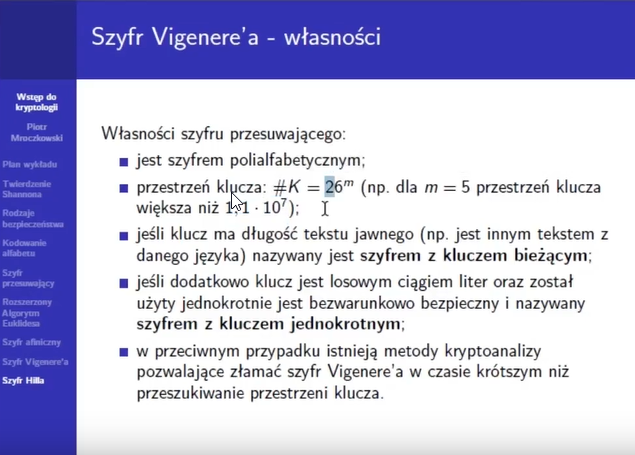 Szyfr Vigenere'a - własności
Wstęp do
kryptologii
Piotr
Mroczkowski
Plan wykładu
Twierdzenie
Shannona
Rodzaje
bezpieczeństwa
Kodowanie
alfabetu
Szyfr
przesuwający
Rozszerzony
Algorytm
Euklidesa
Szyfr afiniczny
Szyfr Vigenere'a
Szyfr Hilla
Własności szyfru przesuwającego:
jest szyfrem polialfabetycznym;
przestrzeń klucza: #K = 26^m (np. dla m = 5 przestrzeń klucza
większa niż 1,1 · 10^7);
jeśli klucz ma długość tekstu jawnego (np. jest innym tekstem z
danego języka) nazywany jest szyfrem z kluczem bieżącym;
jeśli dodatkowo klucz jest losowym ciągiem liter oraz został
użyty jednokrotnie jest bezwarunkowo bezpieczny i nazywany
szyfrem z kluczem jednokrotnym;
w przeciwnym przypadku istnieją metody kryptoanalizy
pozwalające złamać szyfr Vigenere'a w czasie krótszym niż
przeszukiwanie przestrzeni klucza.